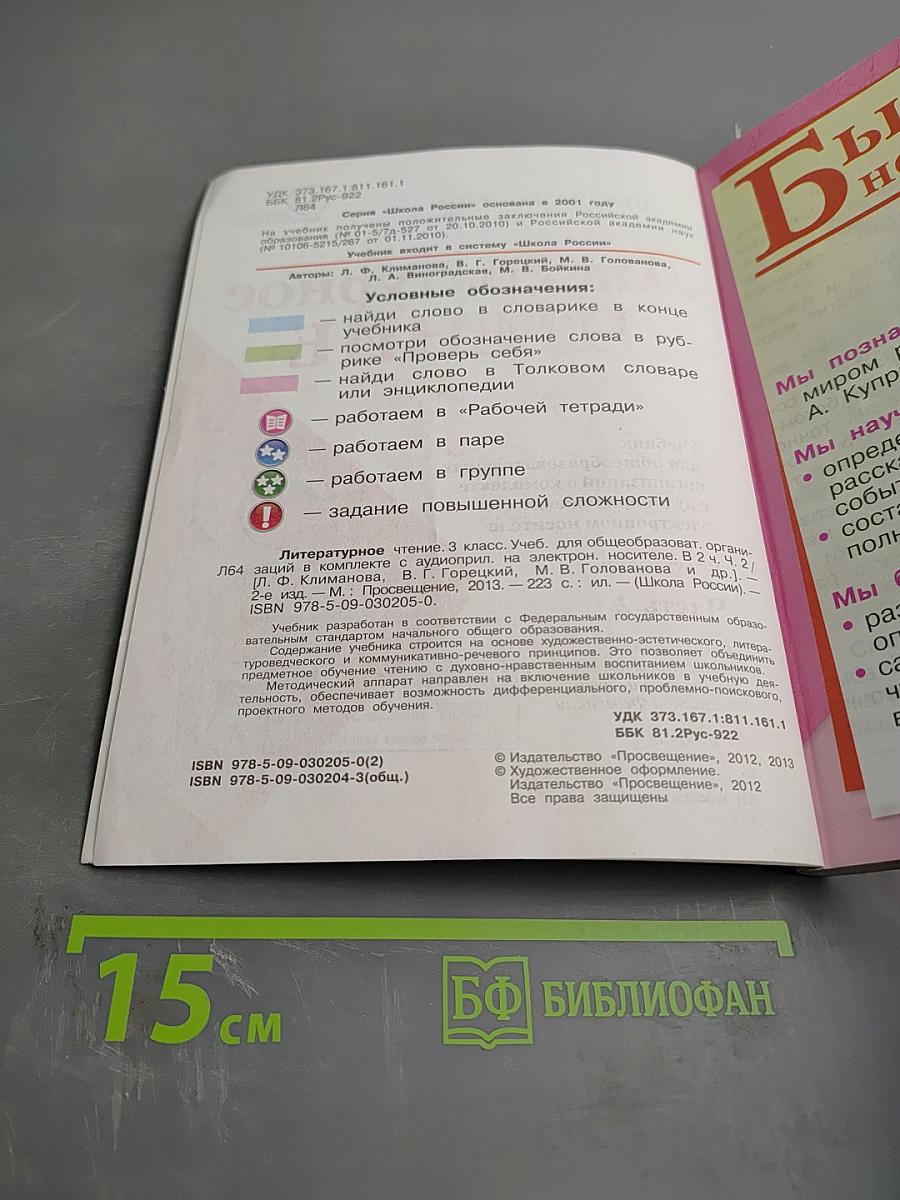 УДК 373.167.1:811.161.1
ББК 81.2Рус-922
Л64
Серия «Школа России» основана в 2001 году
На учебник получены положительные заключения Российской академии
образования (№ 01-5/7д-527 от 20.10.2010) и Российской академии наук
(№ 10106-5215/267 от 01.11.2010).
Учебник входит в систему «Школа России»
Авторы: Л. Ф. Климанова, В. Г. Горецкий, М. В. Голованова,
Л. А. Виноградская, М. В. Бойкина
Условные обозначения:
— найди слово в словарике в конце
учебника
— посмотри обозначение слова в руб-
рике «Проверь себя»
— найди слово в Толковом словаре
или энциклопедии
— работаем в «Рабочей тетради»
— работаем в паре
— работаем в группе
— задание повышенной сложности
Литературное чтение. 3 класс. Учеб. для общеобразоват. органи-
Л64 заций в комплекте с аудиоприл. на электрон. носителе. В 2 ч. Ч. 2 /
[Л. Ф. Климанова, В. Г. Горецкий, М. В. Голованова и др.]. —
2-е изд. — М. : Просвещение, 2013. — 223 с. : ил. — (Школа России). —
ISBN 978-5-09-030205-0.
Учебник разработан в соответствии с Федеральным государственным образо-
вательным стандартом начального общего образования.
Содержание учебника строится на основе художественно-эстетического, литера-
туроведческого и коммуникативно-речевого принципов. Это позволяет объединить
предметное обучение чтению с духовно-нравственным воспитанием школьников.
Методический аппарат направлен на включение школьников в учебную дея-
тельность, обеспечивает возможность дифференциального, проблемно-поискового,
проектного методов обучения.
УДК 373.167.1:811.161.1
ББК 81.2Рус-922
ISBN 978-5-09-030205-0(2)
ISBN 978-5-09-030204-3(общ.)
© Издательство «Просвещение», 2012, 2013
© Художественное оформление.
Издательство «Просвещение», 2012
Все права защищены
Бы
Мы позна
миром
А. Купр
Мы науч
• опреде
расска
событ
• соста
полн
Мы б
• раз
оп
• са
ч
15 см
БФ БИБЛИОФАН